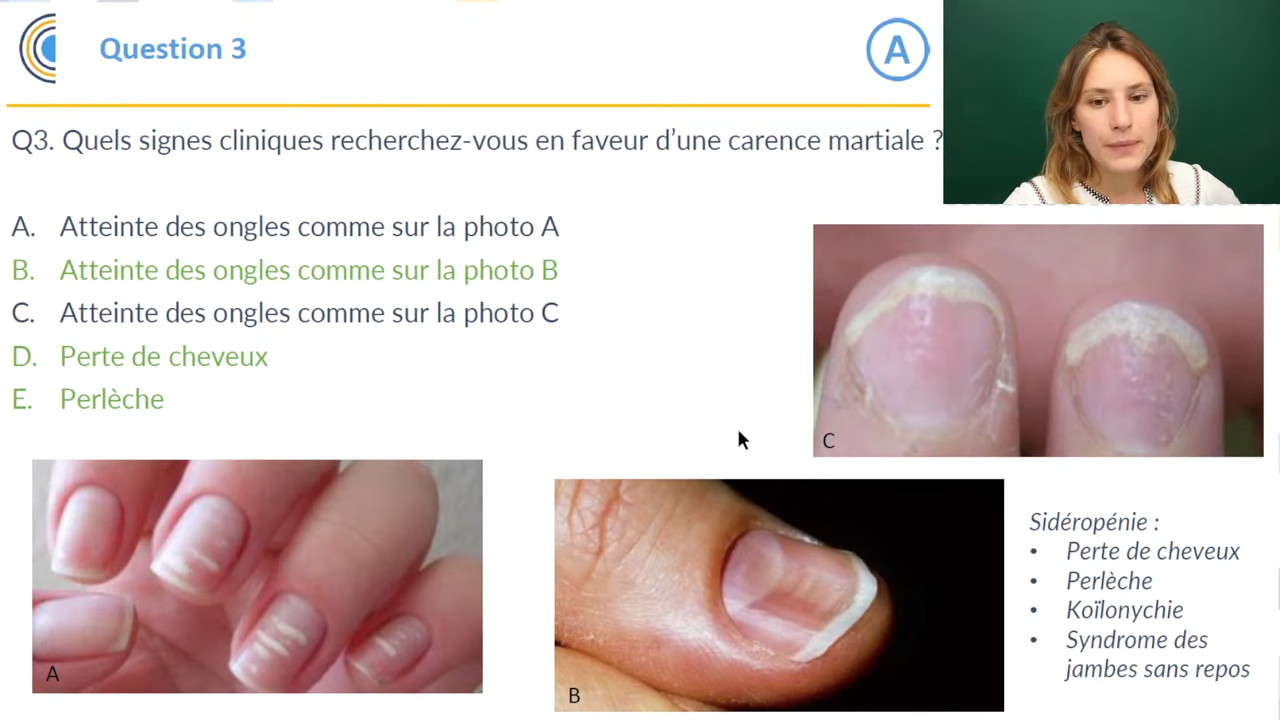 Question 3
A
Q3. Quels signes cliniques recherchez-vous en faveur d’une carence martiale ?
A. Atteinte des ongles comme sur la photo A
B. Atteinte des ongles comme sur la photo B
C. Atteinte des ongles comme sur la photo C
D. Perte de cheveux
E. Perlèche
C
A
B
Sidéropénie :
• Perte de cheveux
• Perlèche
• Koïlonychie
• Syndrome des
jambes sans repos